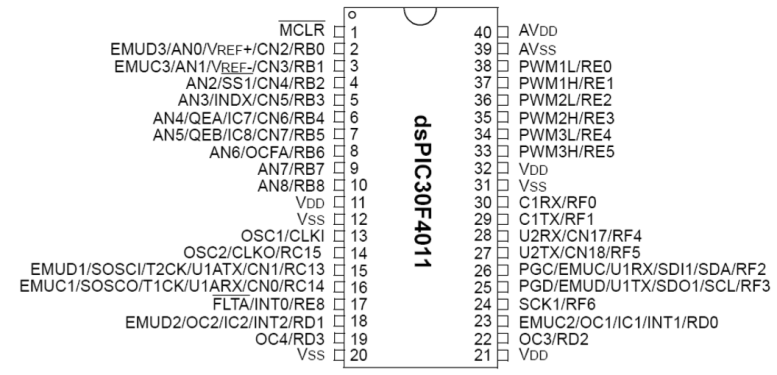 MCLR 1
EMUD3/AN0/VREF+/CN2/RB0 2
EMUC3/AN1/VREF-/CN3/RB1 3
AN2/SS1/CN4/RB2 4
AN3/INDX/CN5/RB3 5
AN4/QEA/IC7/CN6/RB4 6
AN5/QEB/IC8/CN7/RB5 7
AN6/OCFA/RB6 8
AN7/RB7 9
AN8/RB8 10
VDD 11
VSS 12
OSC1/CLKI 13
OSC2/CLKO/RC15 14
EMUD1/SOSCI/T2CK/U1ATX/CN1/RC13 15
EMUC1/SOSCO/T1CK/U1ARX/CN0/RC14 16
FLTA/INT0/RE8 17
EMUD2/OC2/IC2/INT2/RD1 18
OC4/RD3 19
VSS 20
dsPIC30F4011
40 AVDD
39 AVSS
38 PWM1L/RE0
37 PWM1H/RE1
36 PWM2L/RE2
35 PWM2H/RE3
34 PWM3L/RE4
33 PWM3H/RE5
32 VDD
31 VSS
30 C1RX/RF0
29 C1TX/RF1
28 U2RX/CN17/RF4
27 U2TX/CN18/RF5
26 PGC/EMUC/U1RX/SDI1/SDA/RF2
25 PGD/EMUD/U1TX/SDO1/SCL/RF3
24 SCK1/RF6
23 EMUC2/OC1/IC1/INT1/RD0
22 OC3/RD2
21 VDD